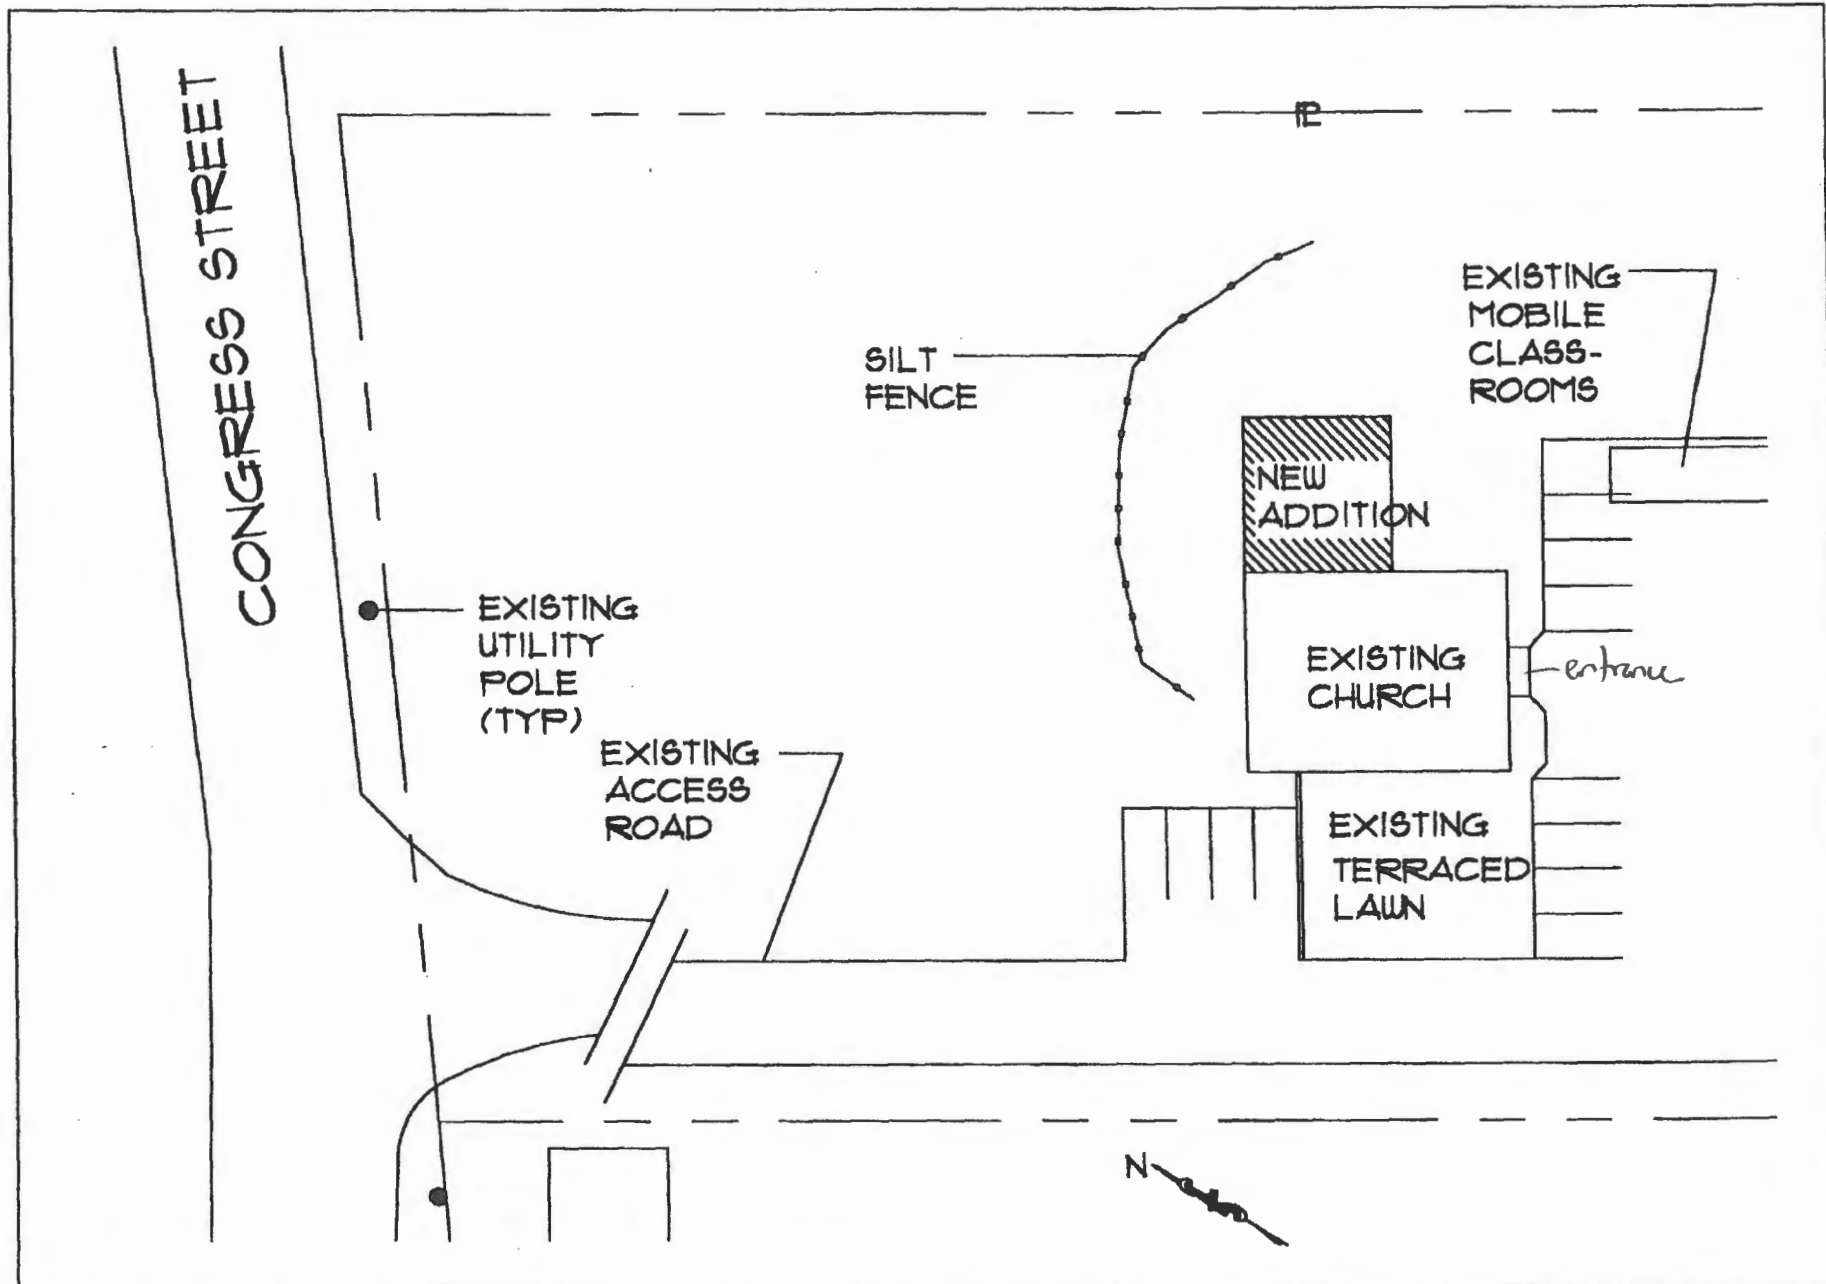 CONGRESS STREET
PL
EXISTING
MOBILE
CLASS-
ROOMS
SILT
FENCE
NEW
ADDITION
EXISTING
UTILITY
POLE
(TYP)
EXISTING
CHURCH
entrance
EXISTING
ACCESS
ROAD
EXISTING
TERRACED
LAWN
N